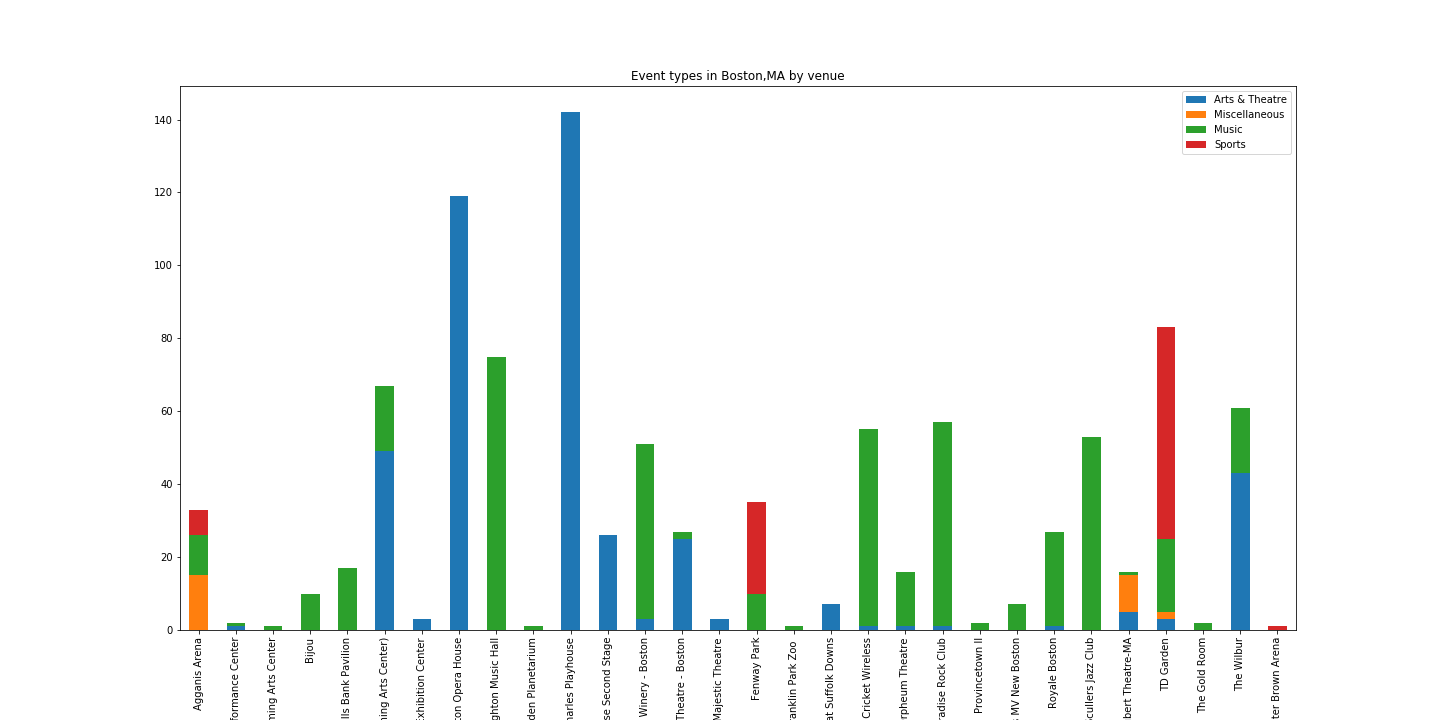 Event types in Boston,MA by venue
Arts & Theatre
Miscellaneous
Music
Sports
140
120
100
80
60
40
20
0
Agganis Arena
formance Center
ming Arts Center
Bijou
lls Bank Pavilion
ning Arts Center)
Exhibition Center
ton Opera House
ghton Music Hall
den Planetarium
harles Playhouse
se Second Stage
Winery - Boston
Theatre - Boston
Majestic Theatre
Fenway Park
ranklin Park Zoo
at Suffolk Downs
Cricket Wireless
rpheum Theatre
radise Rock Club
Provincetown II
MV New Boston
Royale Boston
cullers Jazz Club
bert Theatre-MA
TD Garden
The Gold Room
The Wilbur
ter Brown Arena